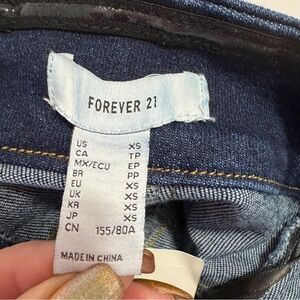 FOREVER 21
US XS
CA TP
MX/ECU EP
BR PP
EU XS
UK XS
KR XS
JP XS
CN 155/80A
MADE IN CHINA